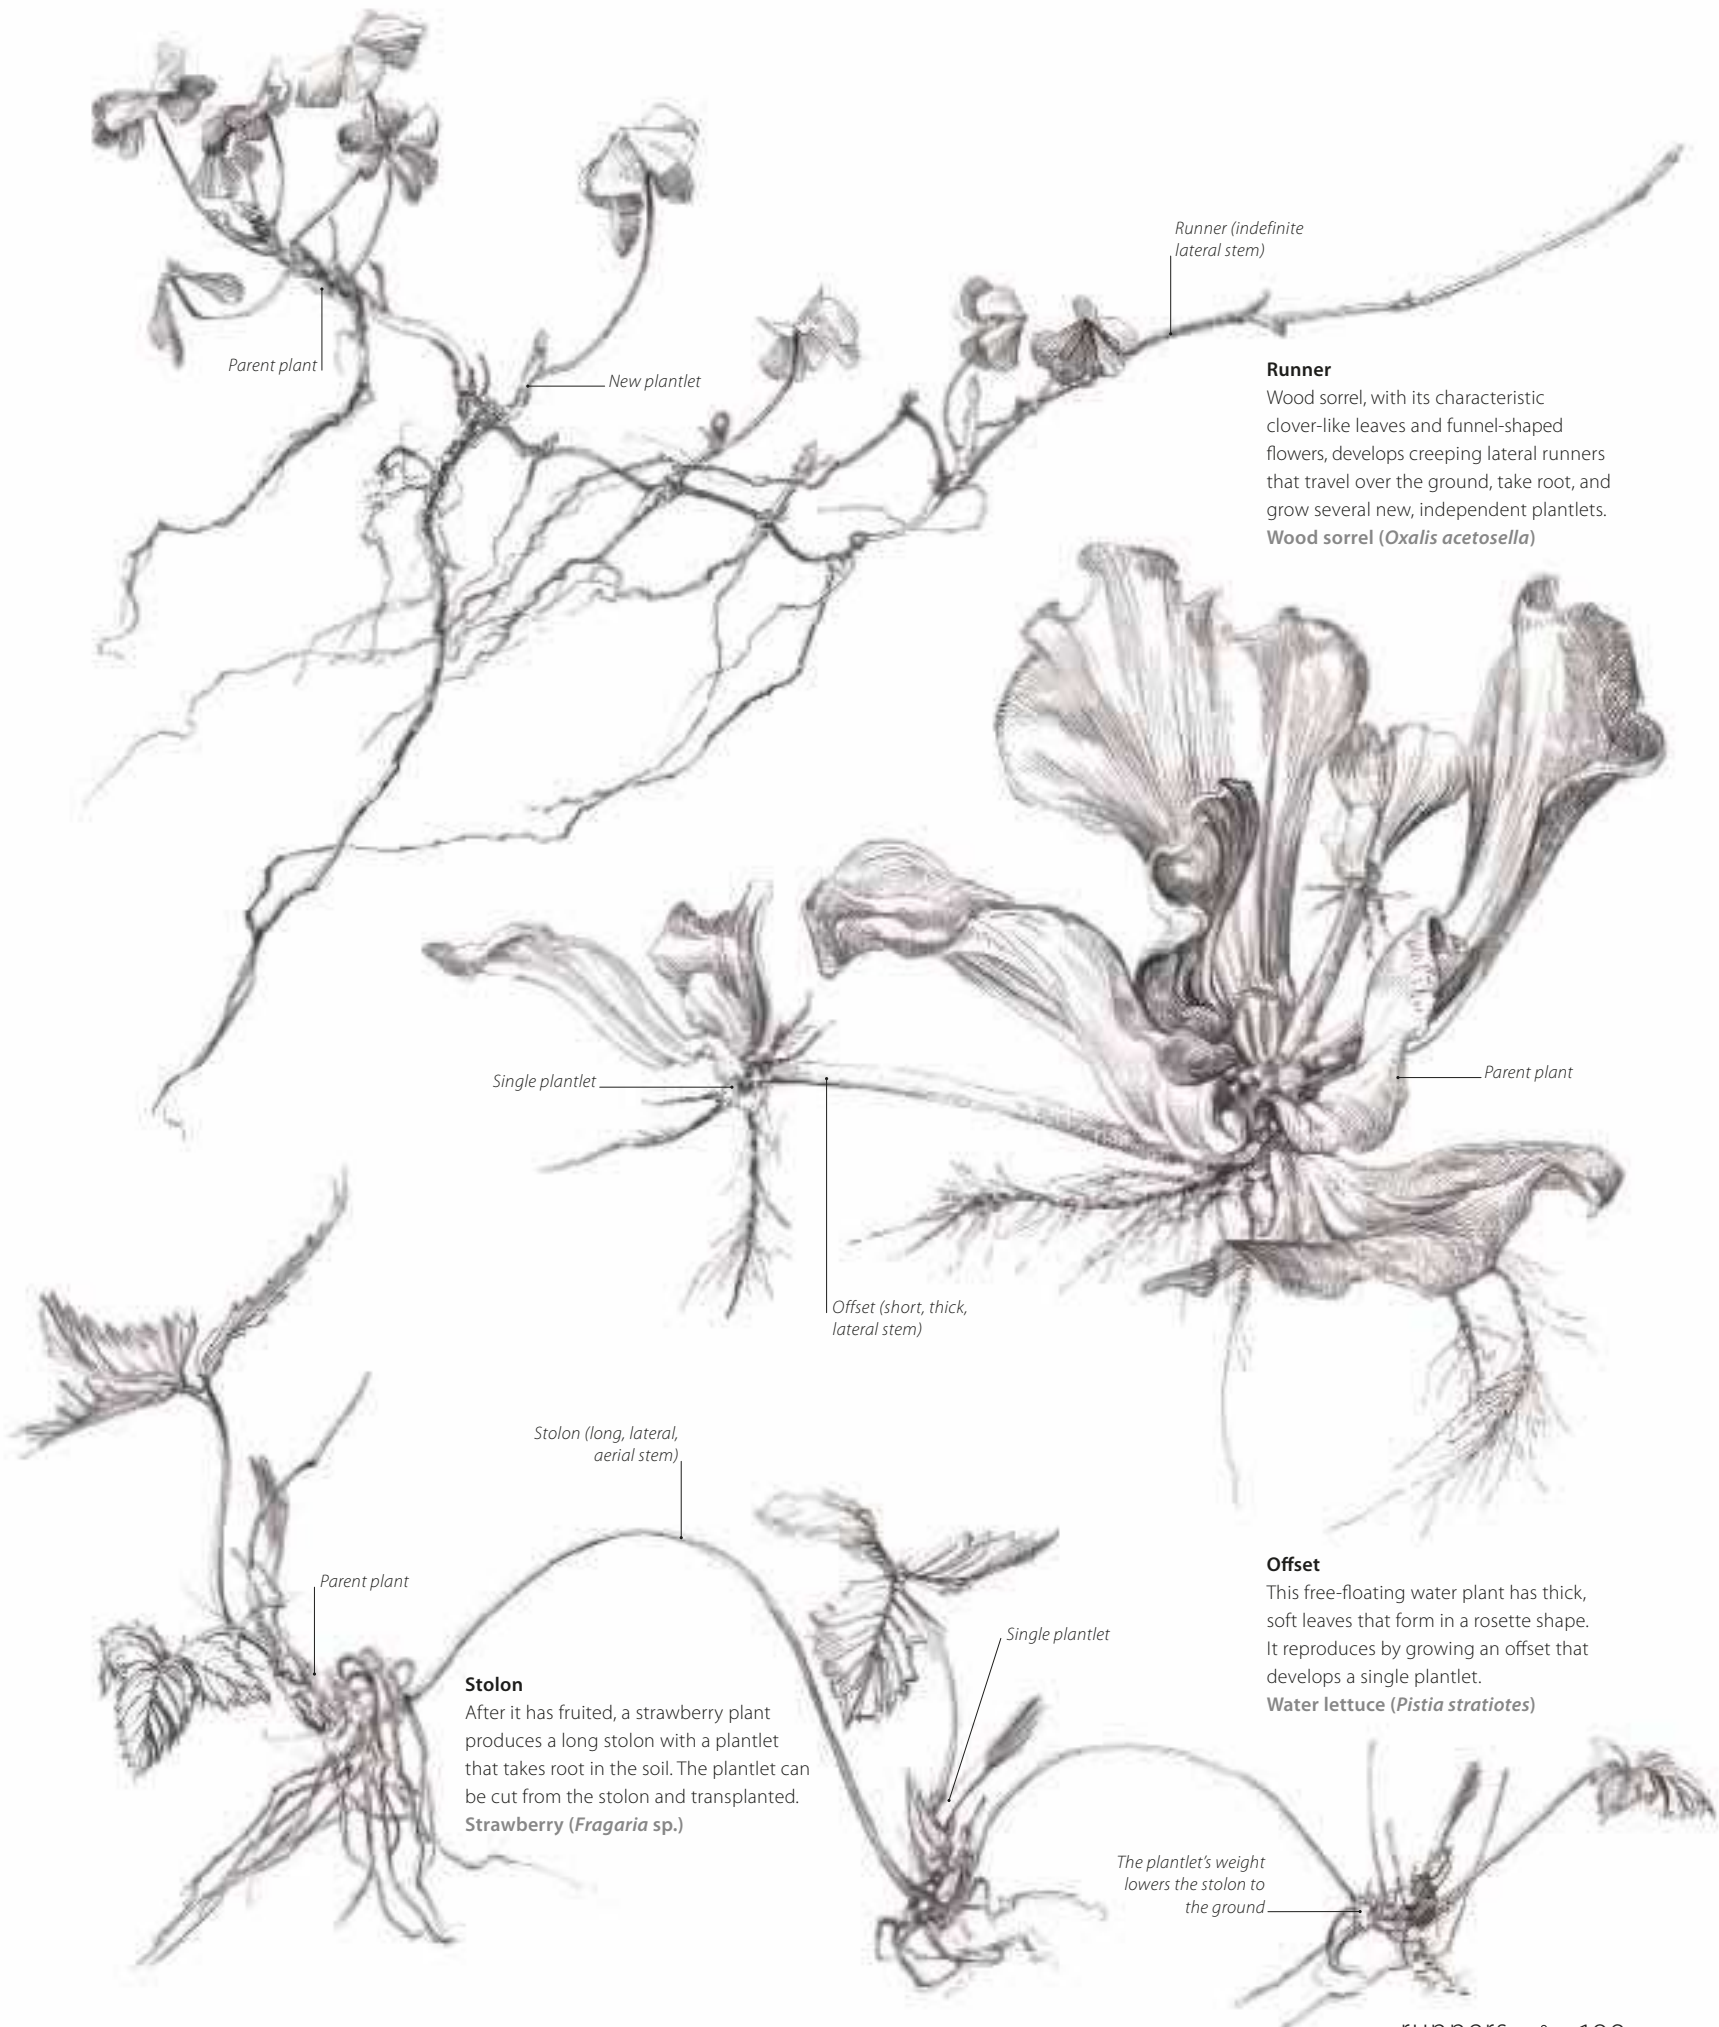 Runner (indefinite
lateral stem)
Parent plant
New plantlet
Runner
Wood sorrel, with its characteristic
clover-like leaves and funnel-shaped
flowers, develops creeping lateral runners
that travel over the ground, take root, and
grow several new, independent plantlets.
Wood sorrel (Oxalis acetosella)
Single plantlet
Parent plant
Offset (short, thick,
lateral stem)
Stolon (long, lateral,
aerial stem)
Parent plant
Single plantlet
Offset
This free-floating water plant has thick,
soft leaves that form in a rosette shape.
It reproduces by growing an offset that
develops a single plantlet.
Water lettuce (Pistia stratiotes)
Stolon
After it has fruited, a strawberry plant
produces a long stolon with a plantlet
that takes root in the soil. The plantlet can
be cut from the stolon and transplanted.
Strawberry (Fragaria sp.)
The plantlet’s weight
lowers the stolon to
the ground